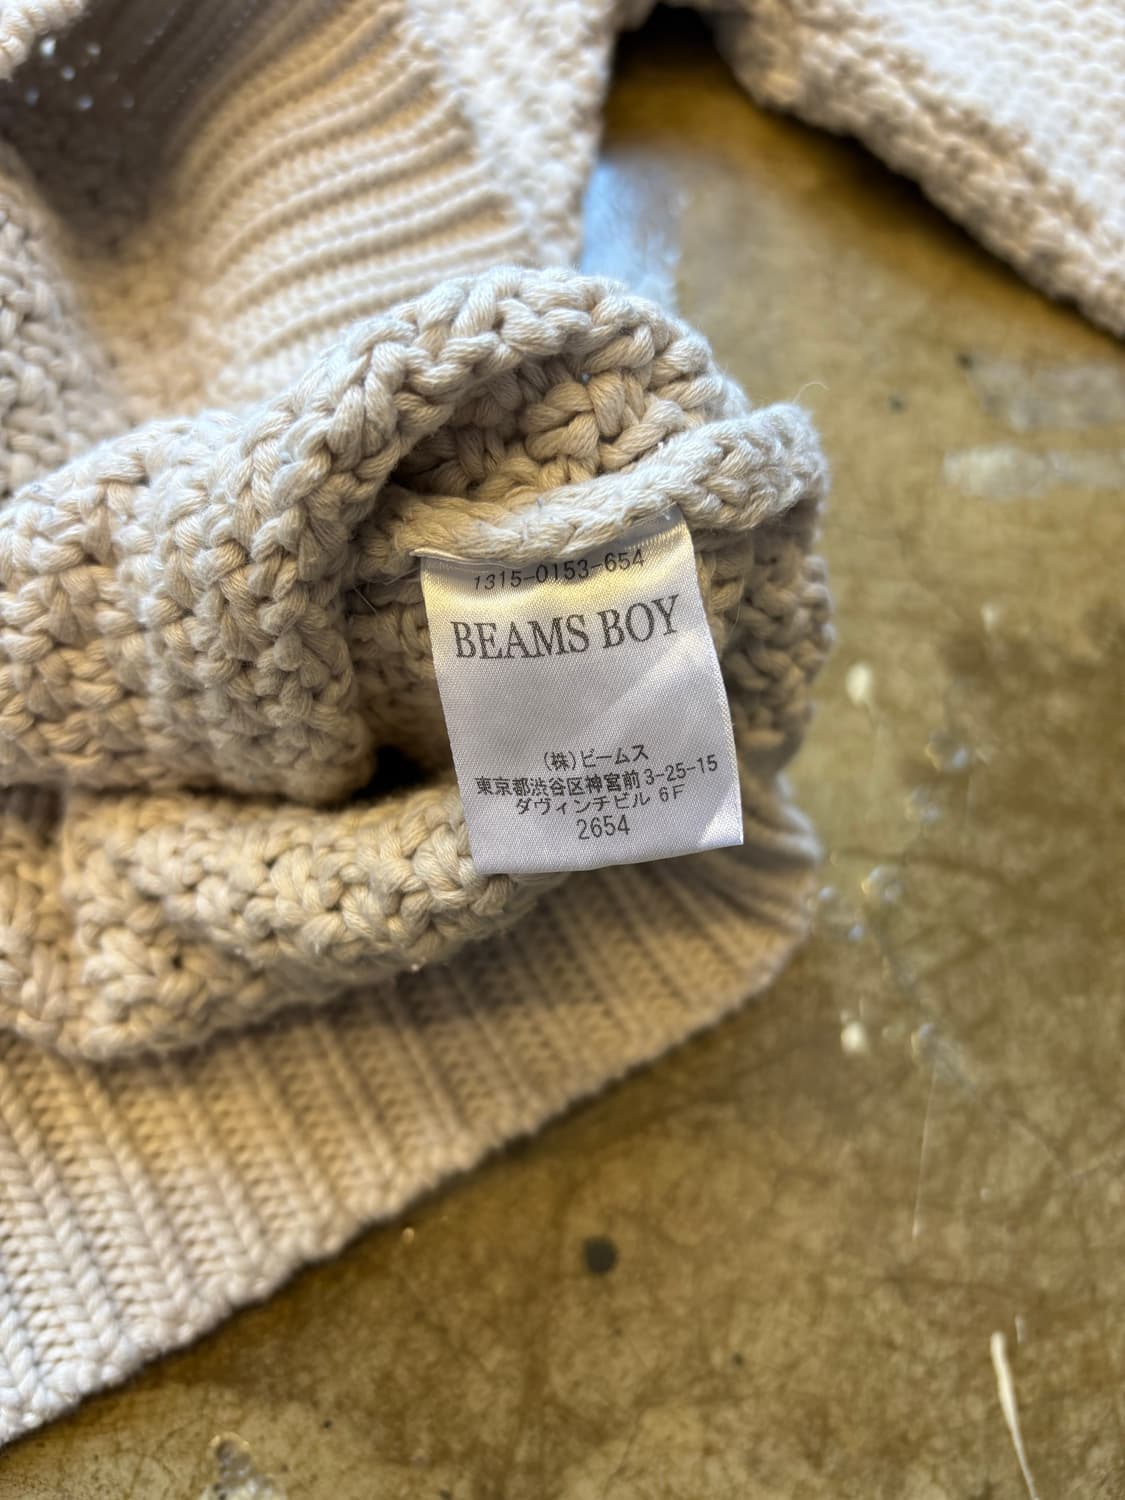 1315-0153-654
BEAMS BOY
(株)ビームス
東京都渋谷区神宮前3-25-15
ダヴィンチビル 6F
2654